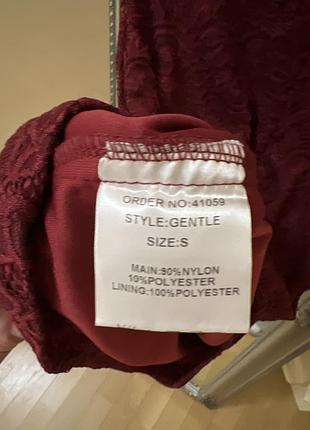 ORDER NO:41059
STYLE:GENTLE
SIZE:S
MAIN:90%NYLON
10%POLYESTER
LINING:100%POLYESTER